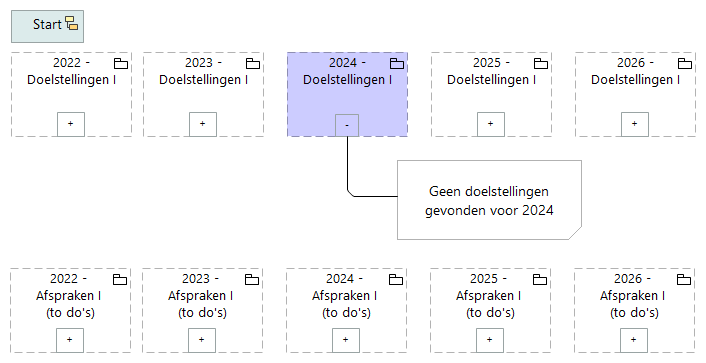 Start
2022 -
Doelstellingen I
+
2023 -
Doelstellingen I
+
2024 -
Doelstellingen I
-
2025 -
Doelstellingen I
+
2026 -
Doelstellingen I
+
Geen doelstellingen
gevonden voor 2024
2022 -
Afspraken I
(to do's)
+
2023 -
Afspraken I
(to do's)
+
2024 -
Afspraken I
(to do's)
+
2025 -
Afspraken I
(to do's)
+
2026 -
Afspraken I
(to do's)
+